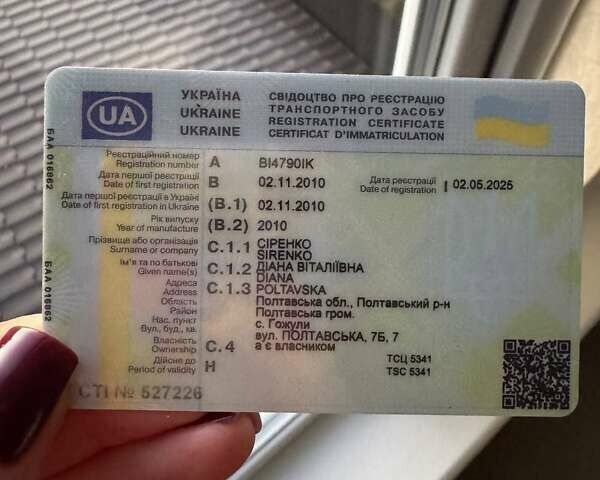 UA
УКРАЇНА
UKRAINE
UKRAINE
СВІДОЦТВО ПРО РЕЄСТРАЦІЮ
ТРАНСПОРТНОГО ЗАСОБУ
REGISTRATION CERTIFICATE
CERTIFICAT D'IMMATRICULATION
ВАА 016862
Реєстраційний номер
Registration number A BI4790IK
Дата першої реєстрації
Date of first registration B 02.11.2010
Дата реєстрації
Date of registration I 02.05.2025
Дата першої реєстрації в Україні
Date of first registration in Ukraine (B.1) 02.11.2010
Рік випуску
Year of manufacture (B.2) 2010
Прізвище або організація C.1.1 СІРЕНКО
Surname or company SIRENKO
Ім'я та по батькові C.1.2 ДІАНА ВІТАЛІЇВНА
Given name(s) DIANA
Адреса C.1.3 POLTAVSKA
Address
Область Полтавська обл., Полтавський р-н
Район Полтавська гром.
Нас. пункт с. Гожули
Вул., буд., кв. вул. ПОЛТАВСЬКА, 7Б, 7
Власність
Ownership C.4 а є власником
Дійсне до
Period of validity H
ТСЦ 5341
TSC 5341
ВАА 016862
СТІ № 527226